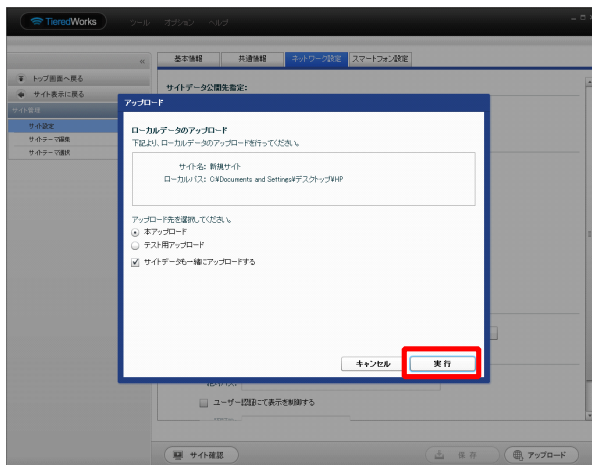 TieredWorks
ツール オプション ヘルプ
基本情報 共通情報 ネットワーク設定 スマートフォン設定
トップ画面へ戻る
サイト表示に戻る
サイト管理
サイト設定
サイトテーマ編集
サイトテーマ選択
サイトデータ公開先指定:
アップロード
ローカルデータのアップロード
下記より、ローカルデータのアップロードを行ってください。
サイト名: 新規サイト
ローカルパス: C:¥Documents and Settings¥デスクトップ¥HP
アップロード先を選択してください。
本アップロード
テスト用アップロード
サイトデータも一緒にアップロードする
キャンセル 実行
ユーザー認証にて表示を制御する
サイト確認 保存 アップロード